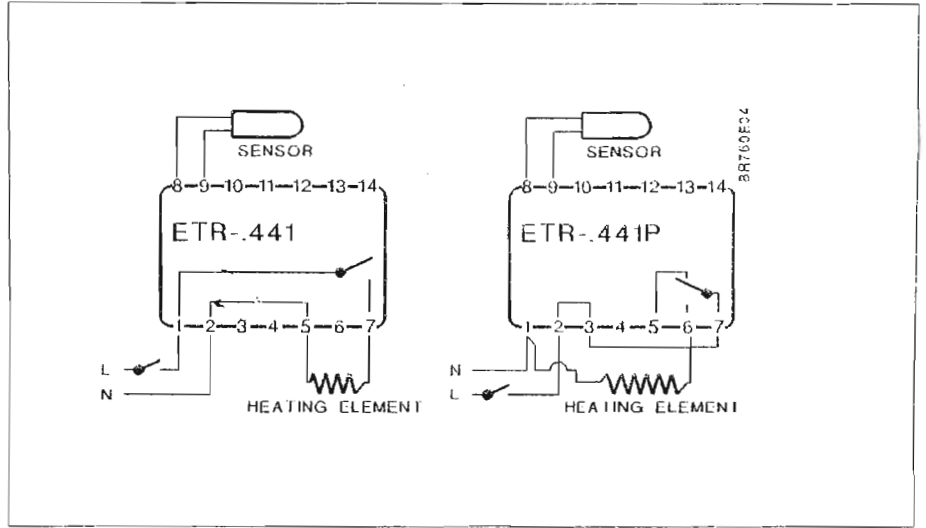 SENSOR
8 9 10 11 12 13 14
ETR-.441
1 2 3 4 5 6 7
L
N
HEATING ELEMENT
SENSOR
8 9 10 11 12 13 14
ETR-.441P
1 2 3 4 5 6 7
N
L
HEATING ELEMENT